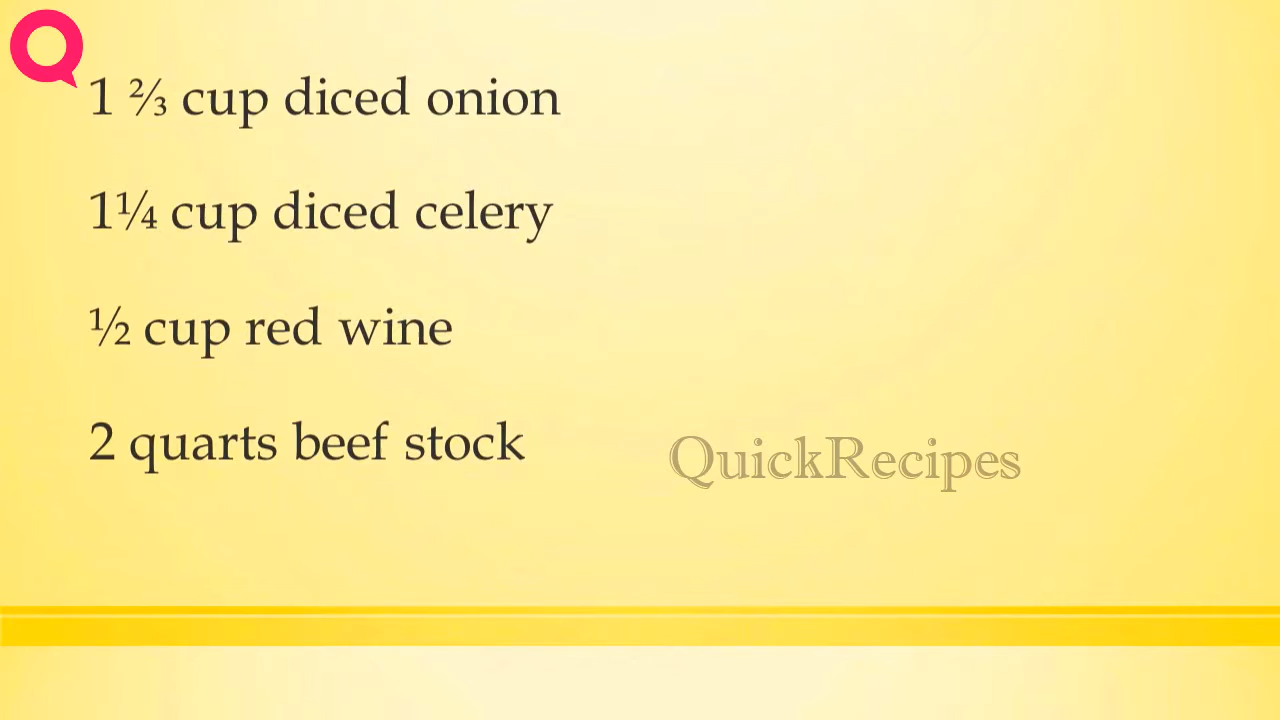 1 ⅔ cup diced onion
1¼ cup diced celery
½ cup red wine
2 quarts beef stock
QuickRecipes